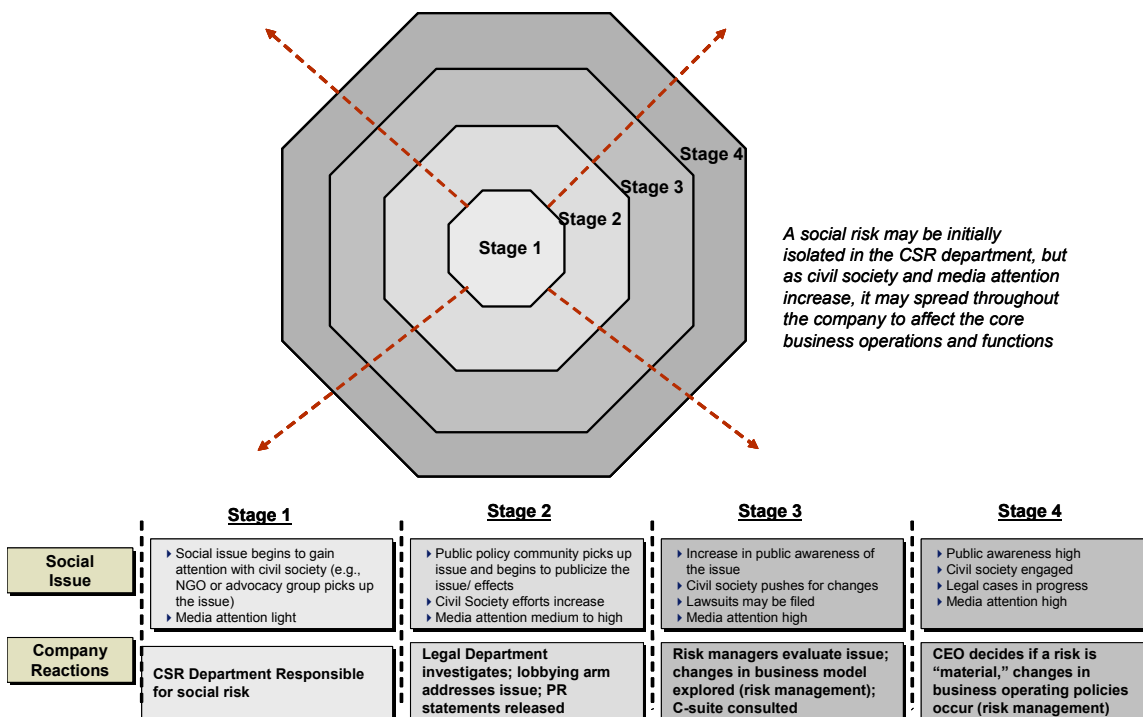 Stage 4
Stage 3
Stage 2
Stage 1
A social risk may be initially
isolated in the CSR department, but
as civil society and media attention
increase, it may spread throughout
the company to affect the core
business operations and functions
Stage 1
Stage 2
Stage 3
Stage 4
Social
Issue
Social issue begins to gain
attention with civil society (e.g.,
NGO or advocacy group picks up
the issue)
Media attention light
Public policy community picks up
issue and begins to publicize the
issue/ effects
Civil Society efforts increase
Media attention medium to high
Increase in public awareness of
the issue
Civil society pushes for changes
Lawsuits may be filed
Media attention high
Public awareness high
Civil society engaged
Legal cases in progress
Media attention high
Company
Reactions
CSR Department Responsible
for social risk
Legal Department
investigates; lobbying arm
addresses issue; PR
statements released
Risk managers evaluate issue;
changes in business model
explored (risk management);
C-suite consulted
CEO decides if a risk is
“material,” changes in
business operating policies
occur (risk management)